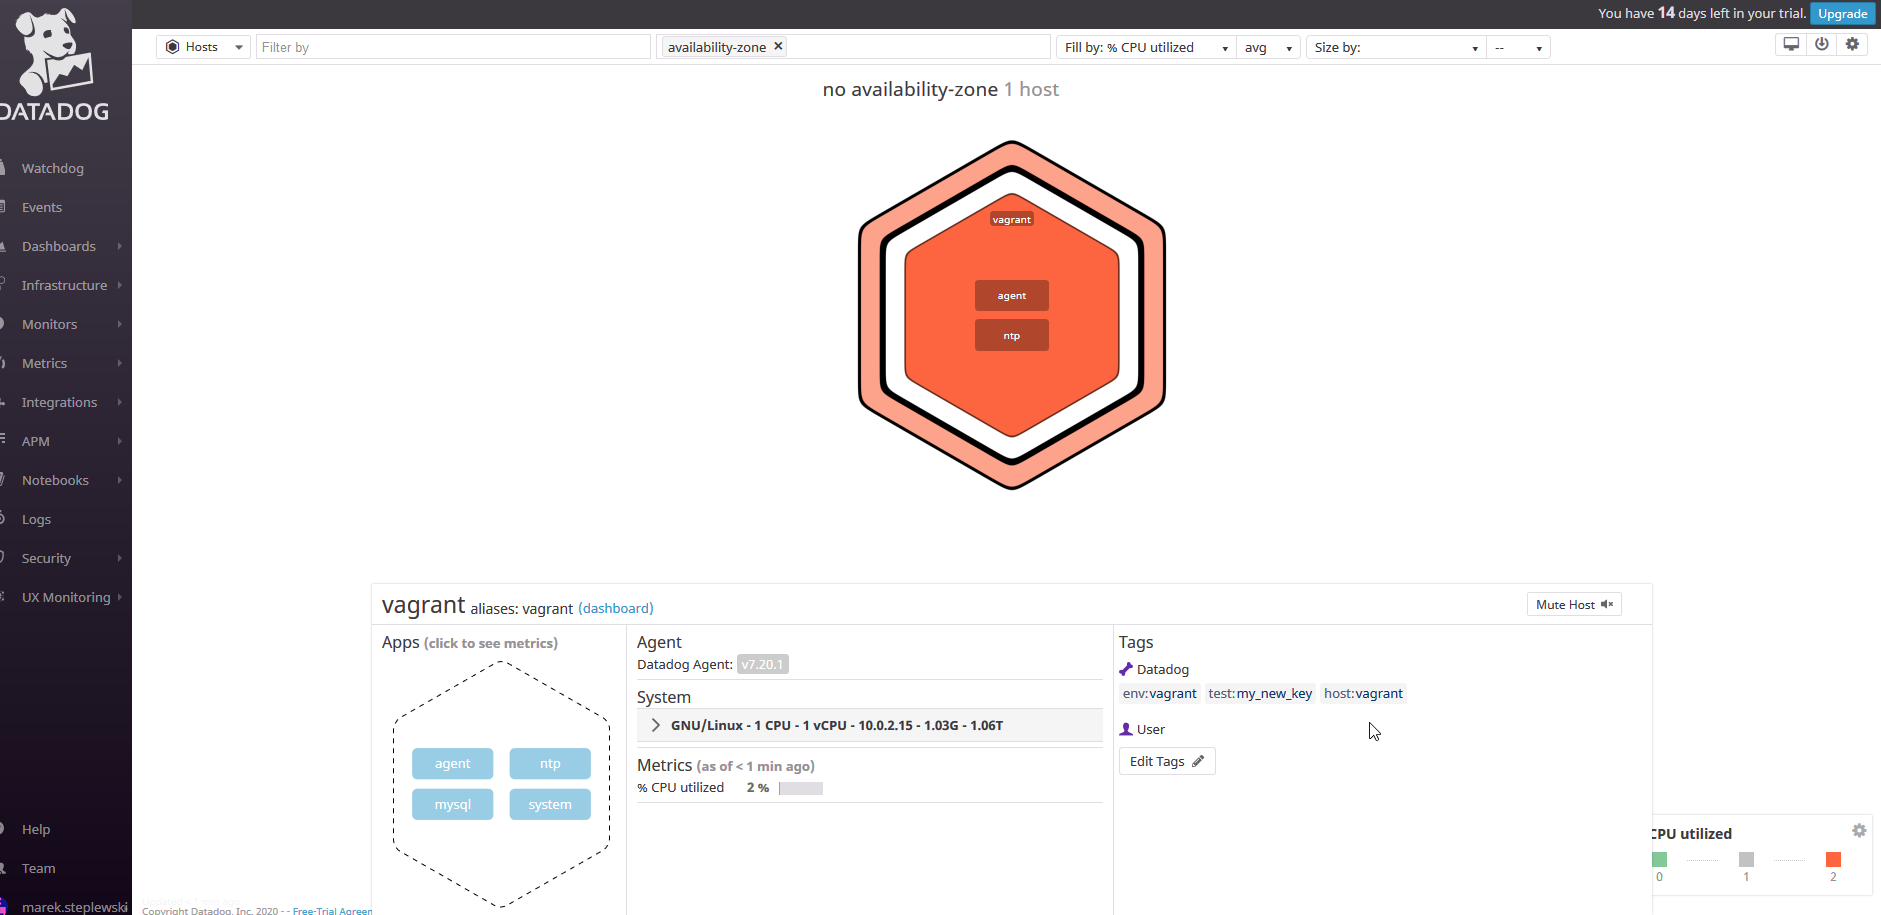 You have 14 days left in your trial. Upgrade
DATADOG
Hosts Filter by availability-zone ✕ Fill by: % CPU utilized avg Size by: --
no availability-zone 1 host
Watchdog
Events
Dashboards
Infrastructure
Monitors
Metrics
Integrations
APM
Notebooks
Logs
Security
UX Monitoring
Help
Team
marek.steplewski
vagrant
agent
ntp
vagrant aliases: vagrant (dashboard) Mute Host
Apps (click to see metrics)
agent ntp
mysql system
Agent
Datadog Agent: v7.20.1
System
GNU/Linux - 1 CPU - 1 vCPU - 10.0.2.15 - 1.03G - 1.06T
Metrics (as of < 1 min ago)
% CPU utilized 2 %
Tags
Datadog
env:vagrant test:my_new_key host:vagrant
User
Edit Tags
CPU utilized
0 1 2
Copyright Datadog, Inc. 2020 - - Free-Trial Agreen